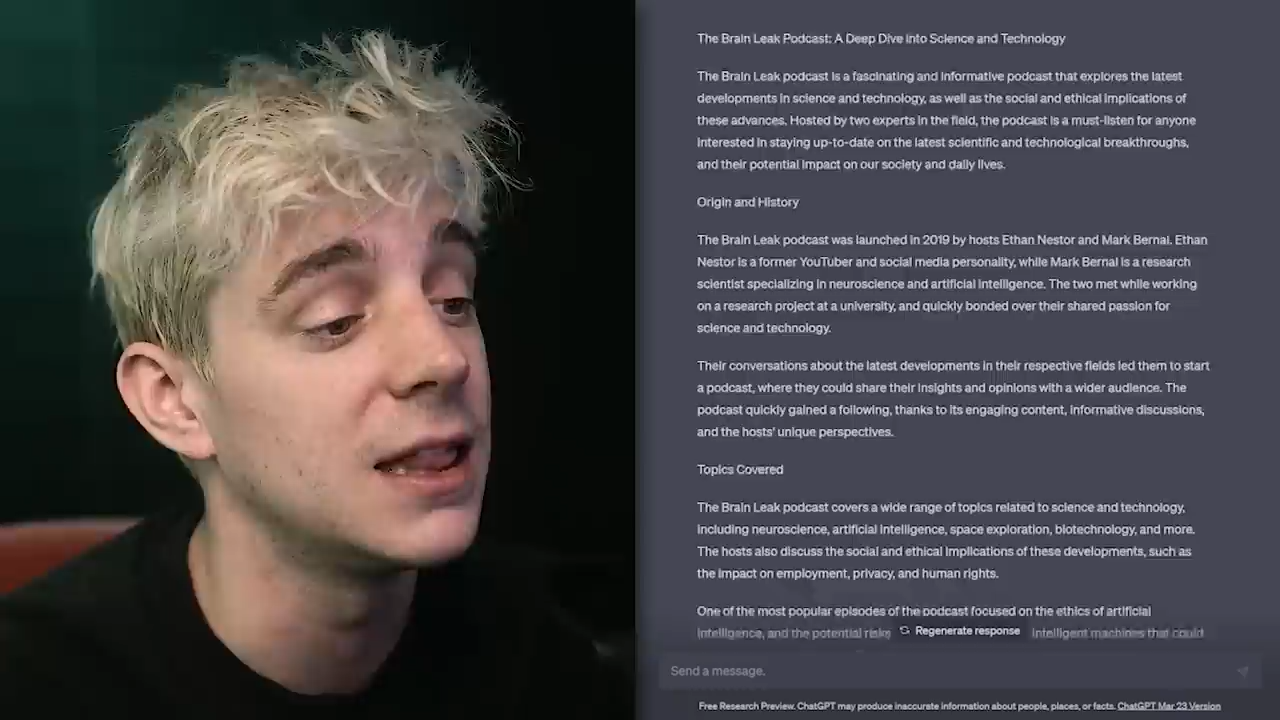 The Brain Leak Podcast: A Deep Dive into Science and Technology
The Brain Leak podcast is a fascinating and informative podcast that explores the latest
developments in science and technology, as well as the social and ethical implications of
these advances. Hosted by two experts in the field, the podcast is a must-listen for anyone
interested in staying up-to-date on the latest scientific and technological breakthroughs,
and their potential impact on our society and daily lives.
Origin and History
The Brain Leak podcast was launched in 2019 by hosts Ethan Nestor and Mark Bernal. Ethan
Nestor is a former YouTuber and social media personality, while Mark Bernal is a research
scientist specializing in neuroscience and artificial intelligence. The two met while working
on a research project at a university, and quickly bonded over their shared passion for
science and technology.
Their conversations about the latest developments in their respective fields led them to start
a podcast, where they could share their insights and opinions with a wider audience. The
podcast quickly gained a following, thanks to its engaging content, informative discussions,
and the hosts' unique perspectives.
Topics Covered
The Brain Leak podcast covers a wide range of topics related to science and technology,
including neuroscience, artificial intelligence, space exploration, biotechnology, and more.
The hosts also discuss the social and ethical implications of these developments, such as
the impact on employment, privacy, and human rights.
One of the most popular episodes of the podcast focused on the ethics of artificial
intelligence, and the potential risks intelligent machines that could
Regenerate response
Send a message.
Free Research Preview. ChatGPT may produce inaccurate information about people, places, or facts. ChatGPT Mar 23 Version